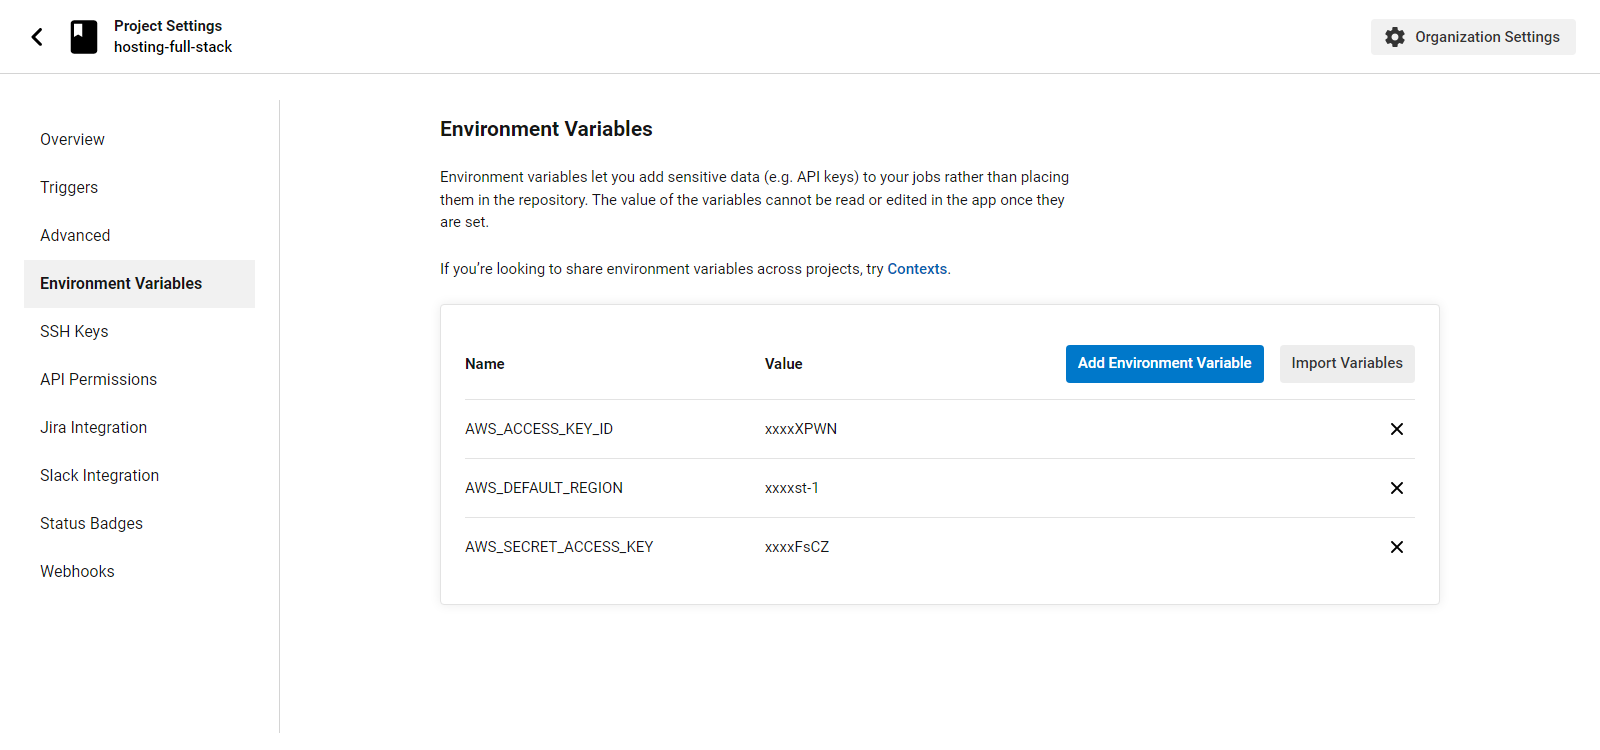 Project Settings
hosting-full-stack
Organization Settings
Overview
Triggers
Advanced
Environment Variables
SSH Keys
API Permissions
Jira Integration
Slack Integration
Status Badges
Webhooks
Environment Variables
Environment variables let you add sensitive data (e.g. API keys) to your jobs rather than placing
them in the repository. The value of the variables cannot be read or edited in the app once they
are set.
If you’re looking to share environment variables across projects, try Contexts.
Name Value Add Environment Variable Import Variables
AWS_ACCESS_KEY_ID xxxxXPWN
AWS_DEFAULT_REGION xxxxst-1
AWS_SECRET_ACCESS_KEY xxxxFsCZ